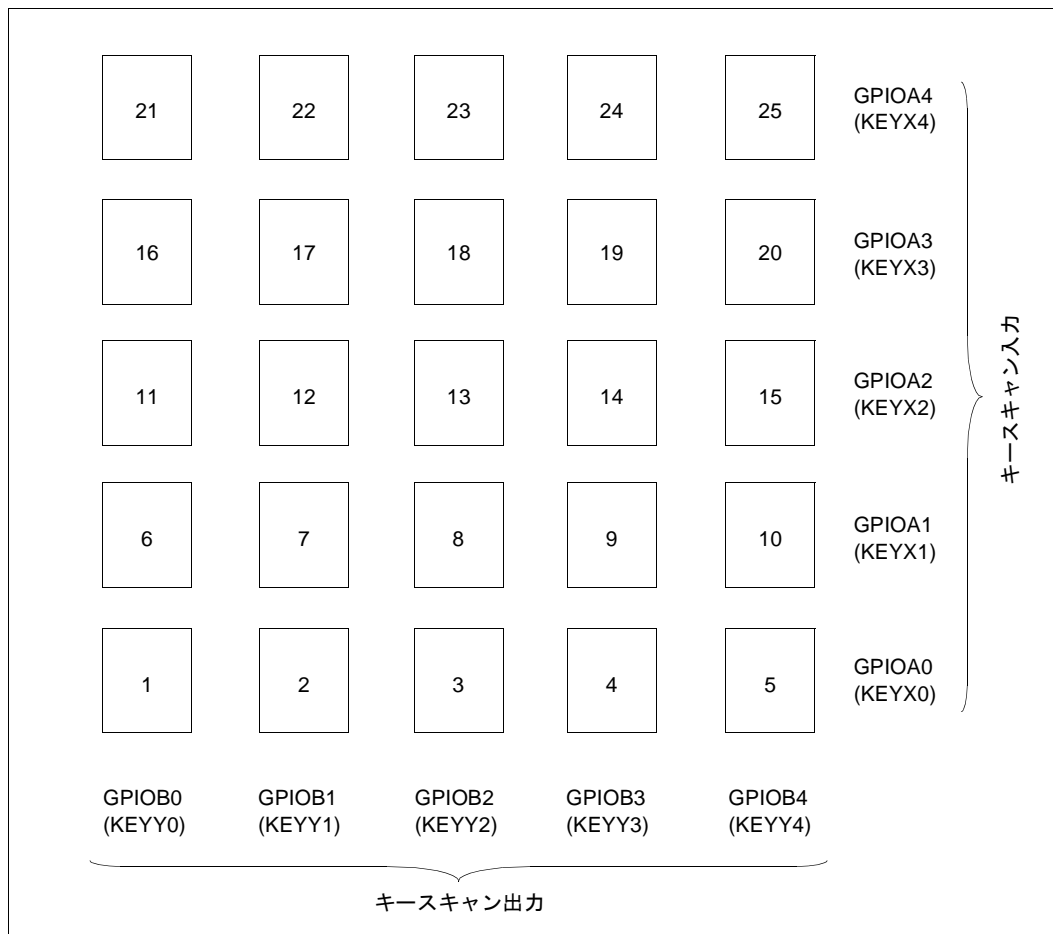 21 22 23 24 25 GPIOA4
(KEYX4)
16 17 18 19 20 GPIOA3
(KEYX3)
11 12 13 14 15 GPIOA2
(KEYX2)
6 7 8 9 10 GPIOA1
(KEYX1)
1 2 3 4 5 GPIOA0
(KEYX0)
キースキャン入力
GPIOB0 GPIOB1 GPIOB2 GPIOB3 GPIOB4
(KEYY0) (KEYY1) (KEYY2) (KEYY3) (KEYY4)
キースキャン出力